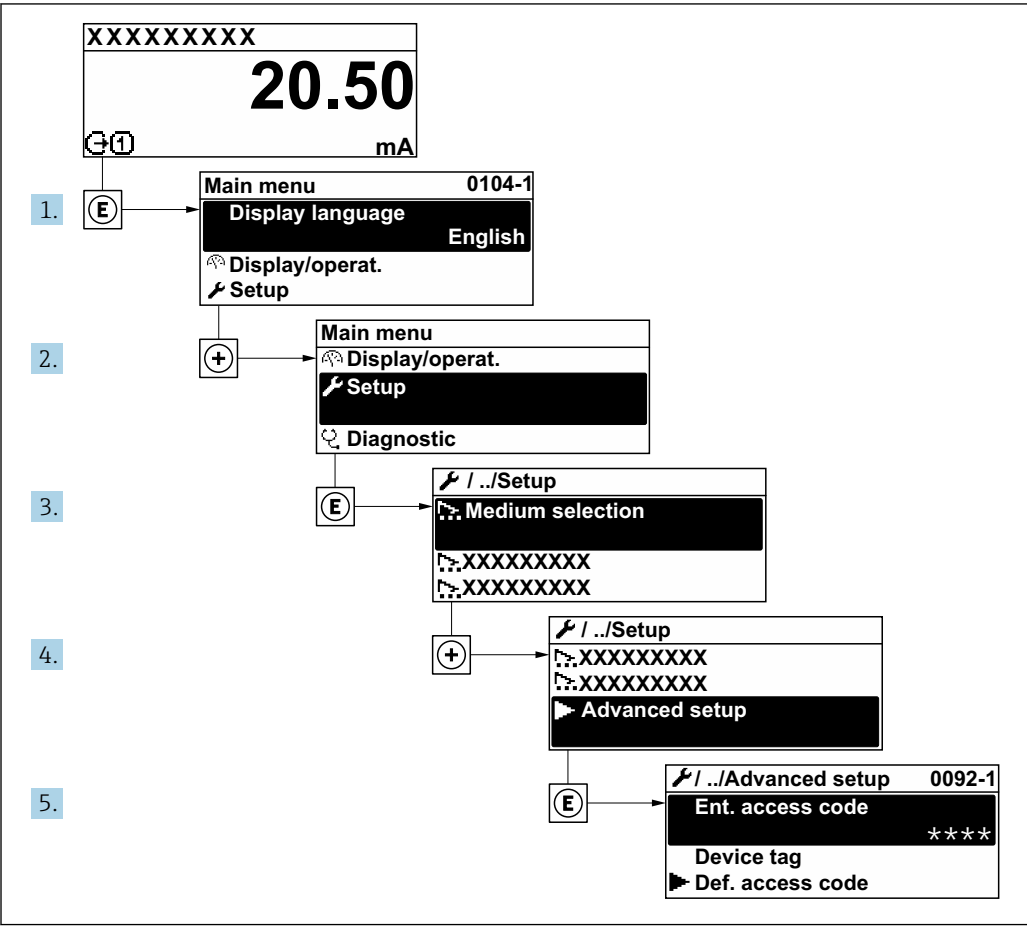 XXXXXXXXX
20.50
1 mA
Main menu 0104-1
1. E Display language
English
Display/operat.
Setup
Main menu
2. + Display/operat.
Setup
Diagnostic
/ ../Setup
3. E Medium selection
XXXXXXXXX
XXXXXXXXX
/ ../Setup
4. + XXXXXXXXX
XXXXXXXXX
Advanced setup
/ ../Advanced setup 0092-1
5. E Ent. access code
****
Device tag
Def. access code